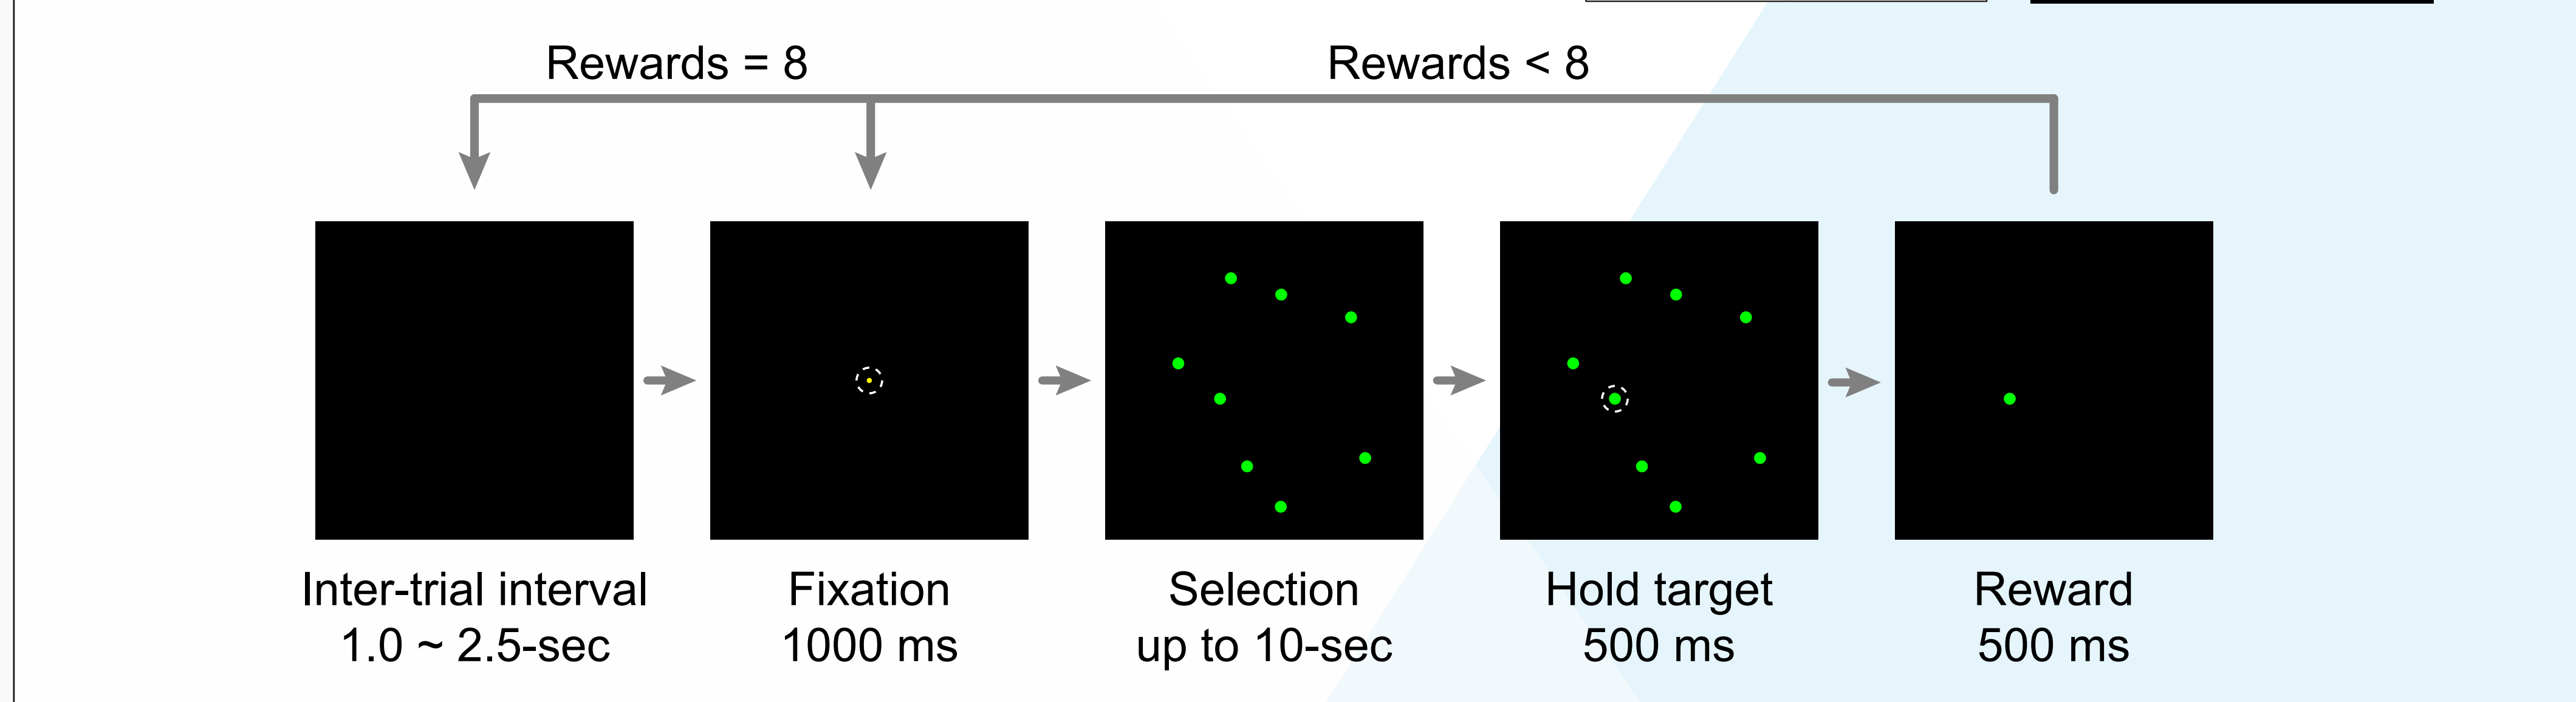 Rewards = 8
Rewards < 8
Inter-trial interval
1.0 ~ 2.5-sec
Fixation
1000 ms
Selection
up to 10-sec
Hold target
500 ms
Reward
500 ms